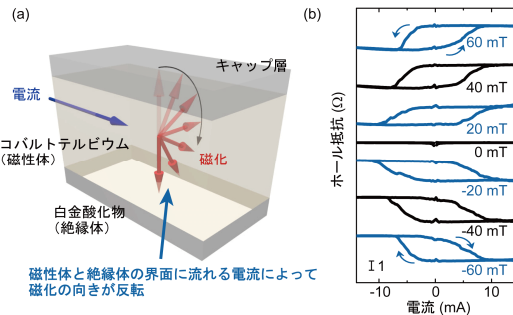 (a)
キャップ層
電流
コバルトテルビウム
（磁性体）
磁化
白金酸化物
（絶縁体）
磁性体と絶縁体の界面に流れる電流によって
磁化の向きが反転
(b)
ホール抵抗 (Ω)
60 mT
40 mT
20 mT
0 mT
-20 mT
-40 mT
-60 mT
1
-10 0 10
電流 (mA)